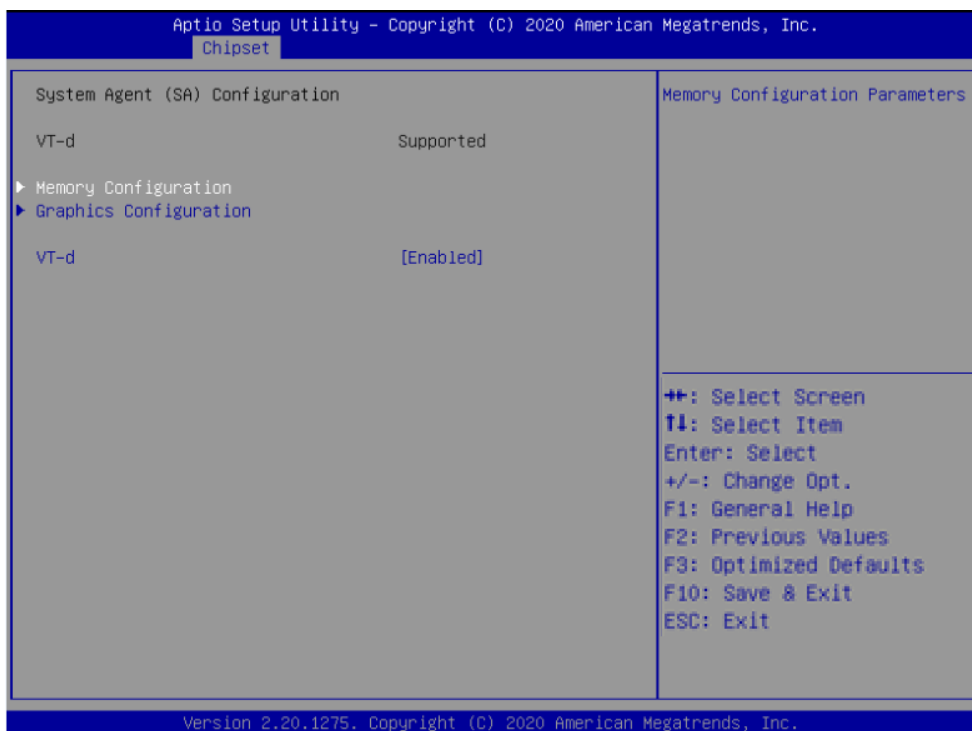 Aptio Setup Utility – Copyright (C) 2020 American Megatrends, Inc.
Chipset
System Agent (SA) Configuration
VT-d Supported
Memory Configuration
Graphics Configuration
VT-d [Enabled]
Memory Configuration Parameters
→←: Select Screen
↑↓: Select Item
Enter: Select
+/-: Change Opt.
F1: General Help
F2: Previous Values
F3: Optimized Defaults
F10: Save & Exit
ESC: Exit
Version 2.20.1275. Copyright (C) 2020 American Megatrends, Inc.